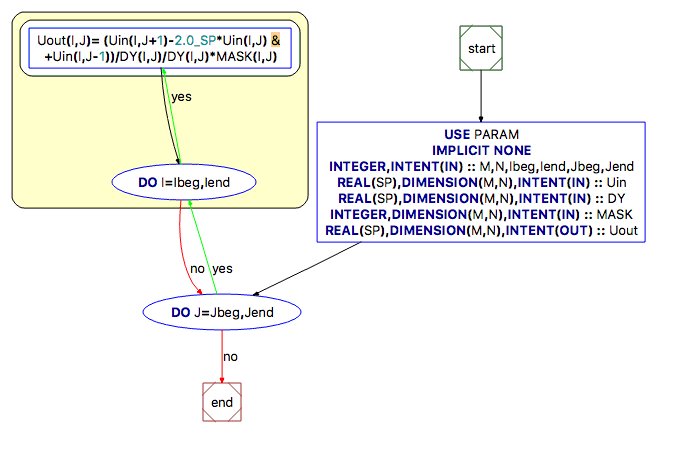 Uout(I,J)= (Uin(I,J+1)-2.0_SP*Uin(I,J) &
+Uin(I,J-1))/DY(I,J)/DY(I,J)*MASK(I,J)
yes
DO I=Ibeg,Iend
no
yes
DO J=Jbeg,Jend
no
end
start
USE PARAM
IMPLICIT NONE
INTEGER,INTENT(IN) :: M,N,Ibeg,Iend,Jbeg,Jend
REAL(SP),DIMENSION(M,N),INTENT(IN) :: Uin
REAL(SP),DIMENSION(M,N),INTENT(IN) :: DY
INTEGER,DIMENSION(M,N),INTENT(IN) :: MASK
REAL(SP),DIMENSION(M,N),INTENT(OUT) :: Uout